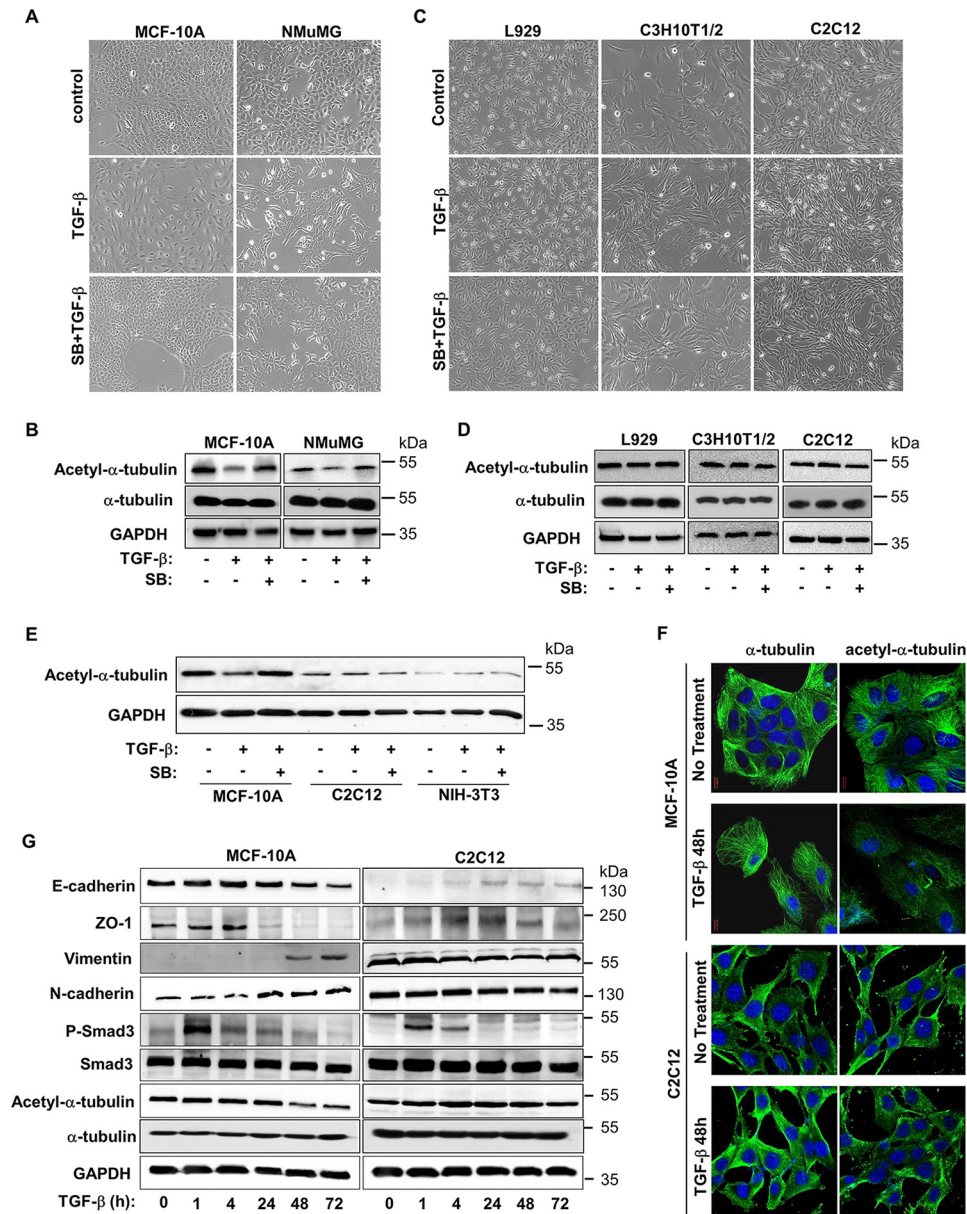 A
MCF-10A NMuMG
control
TGF-β
SB+TGF-β
C
L929 C3H10T1/2 C2C12
Control
TGF-β
SB+TGF-β
B
MCF-10A NMuMG kDa
Acetyl-α-tubulin 55
α-tubulin 55
GAPDH 35
TGF-β: - + + - + +
SB: - - + - - +
D
L929 C3H10T1/2 C2C12 kDa
Acetyl-α-tubulin 55
α-tubulin 55
GAPDH 35
TGF-β: - + + - + + - + +
SB: - - + - - + - - +
E
kDa
Acetyl-α-tubulin 55
GAPDH 35
TGF-β: - + + - + + - + +
SB: - - + - - + - - +
MCF-10A C2C12 NIH-3T3
F
α-tubulin acetyl-α-tubulin
MCF-10A
No Treatment
TGF-β 48h
C2C12
No Treatment
TGF-β 48h
G
MCF-10A C2C12 kDa
E-cadherin 130
ZO-1 250
Vimentin 55
N-cadherin 130
P-Smad3 55
Smad3 55
Acetyl-α-tubulin 55
α-tubulin 55
GAPDH 35
TGF-β (h): 0 1 4 24 48 72 0 1 4 24 48 72